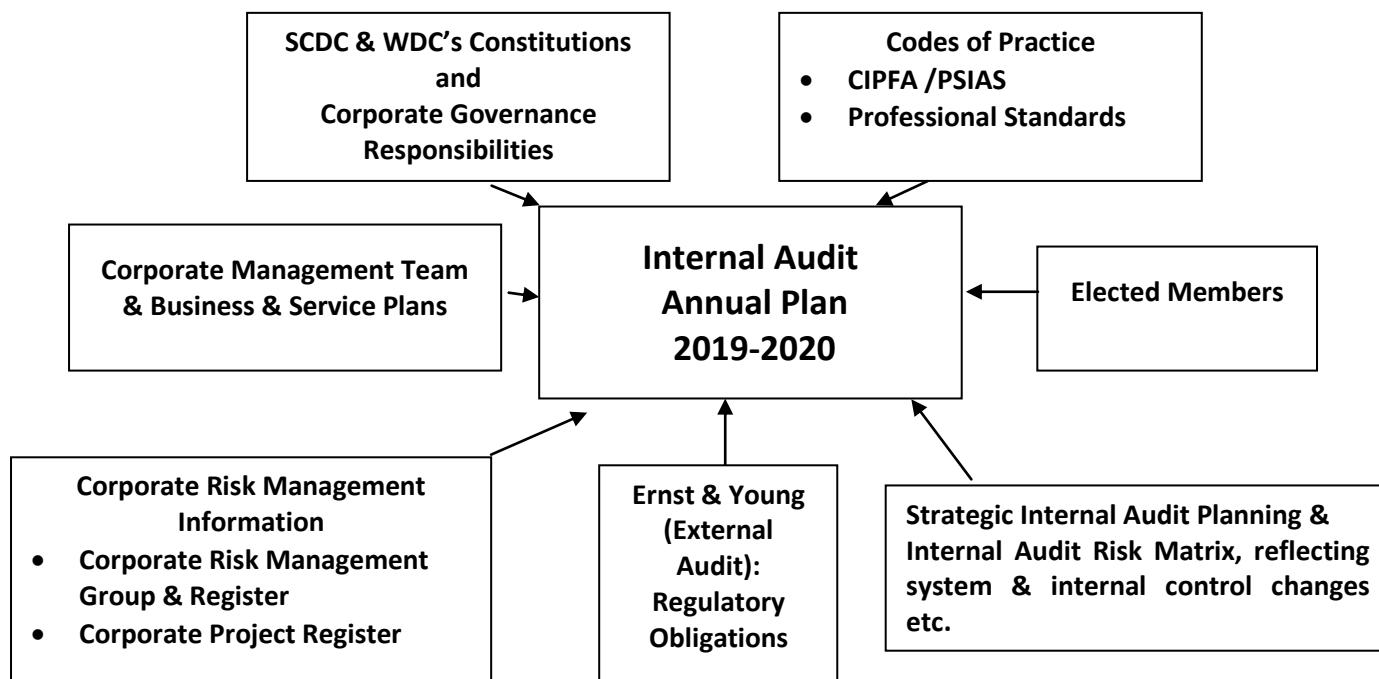 SCDC & WDC’s Constitutions
and
Corporate Governance
Responsibilities
Codes of Practice
• CIPFA /PSIAS
• Professional Standards
Corporate Management Team
& Business & Service Plans
Internal Audit
Annual Plan
2019-2020
Elected Members
Corporate Risk Management
Information
• Corporate Risk Management
Group & Register
• Corporate Project Register
Ernst & Young
(External
Audit):
Regulatory
Obligations
Strategic Internal Audit Planning &
Internal Audit Risk Matrix, reflecting
system & internal control changes
etc.